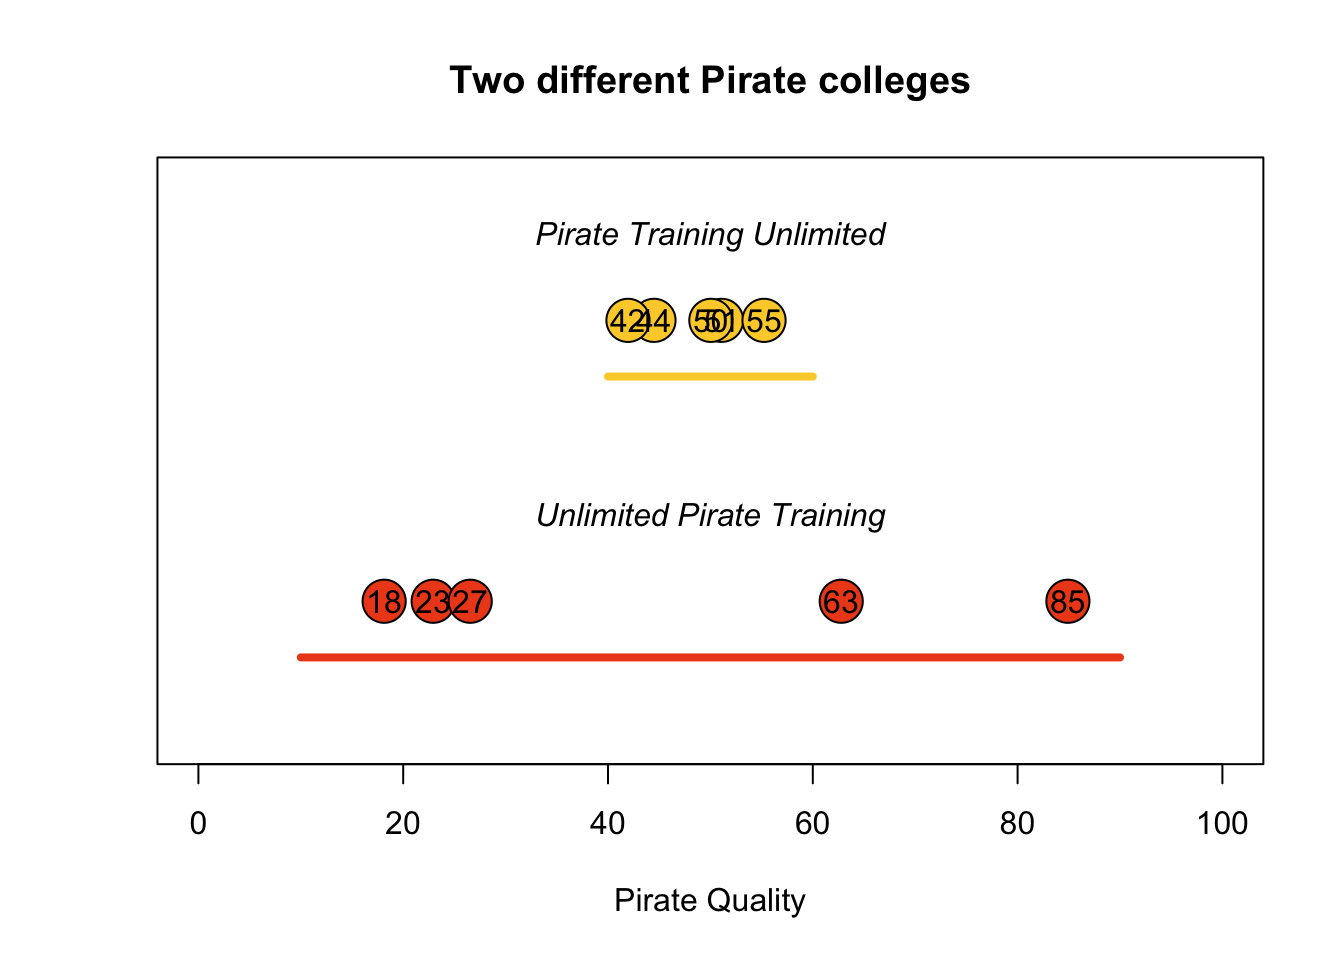 Two different Pirate colleges
Pirate Training Unlimited
42 44 50 51 55
Unlimited Pirate Training
18 23 27 63 85
0 20 40 60 80 100
Pirate Quality